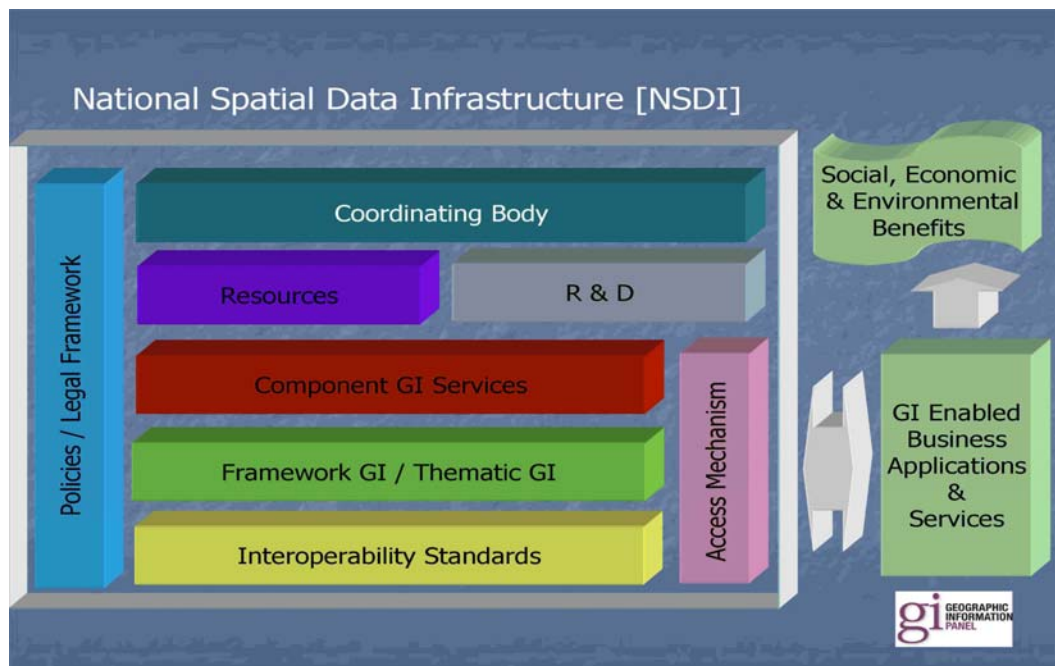 National Spatial Data Infrastructure [NSDI]
Policies / Legal Framework
Coordinating Body
Resources
R & D
Component GI Services
Framework GI / Thematic GI
Interoperability Standards
Access Mechanism
Social, Economic
& Environmental
Benefits
GI Enabled
Business
Applications
&
Services
gi
GEOGRAPHIC
INFORMATION
PANEL